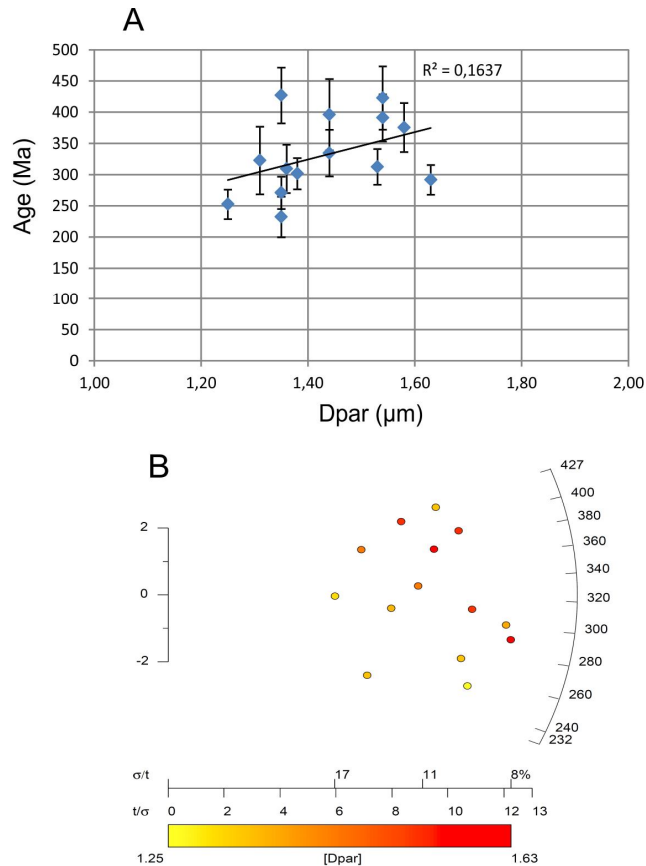 A
500
450
400
350
300
250
200
150
100
50
0
Age (Ma)
R² = 0,1637
1,00 1,20 1,40 1,60 1,80 2,00
Dpar (µm)
B
427
400
380
360
340
320
300
280
260
240
232
2
0
-2
σ/t 17 11 8%
t/σ 0 2 4 6 8 10 12 13
1.25 [Dpar] 1.63